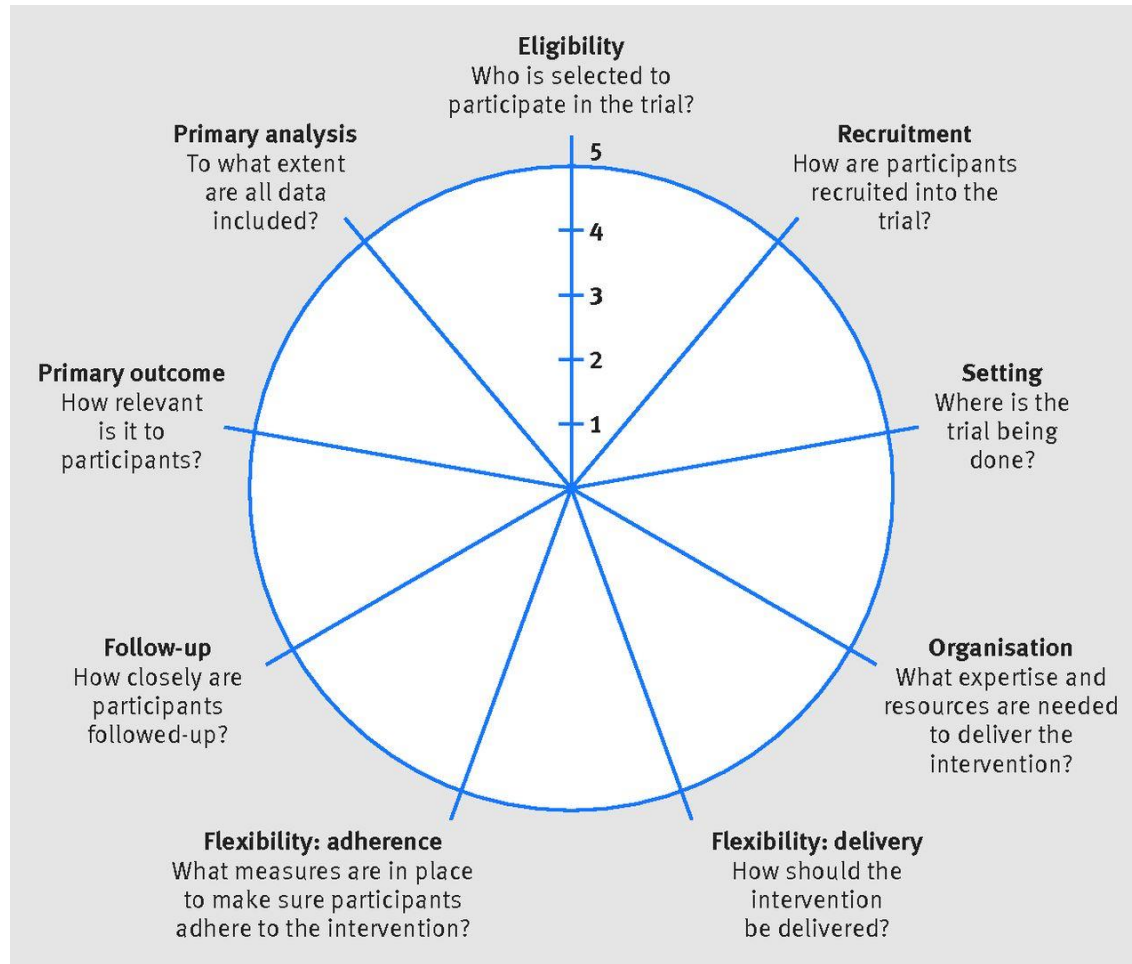 Eligibility
Who is selected to
participate in the trial?
Recruitment
How are participants
recruited into the
trial?
Setting
Where is the
trial being
done?
Organisation
What expertise and
resources are needed
to deliver the
intervention?
Flexibility: delivery
How should the
intervention
be delivered?
Flexibility: adherence
What measures are in place
to make sure participants
adhere to the intervention?
Follow-up
How closely are
participants
followed-up?
Primary outcome
How relevant
is it to
participants?
Primary analysis
To what extent
are all data
included?
5
4
3
2
1